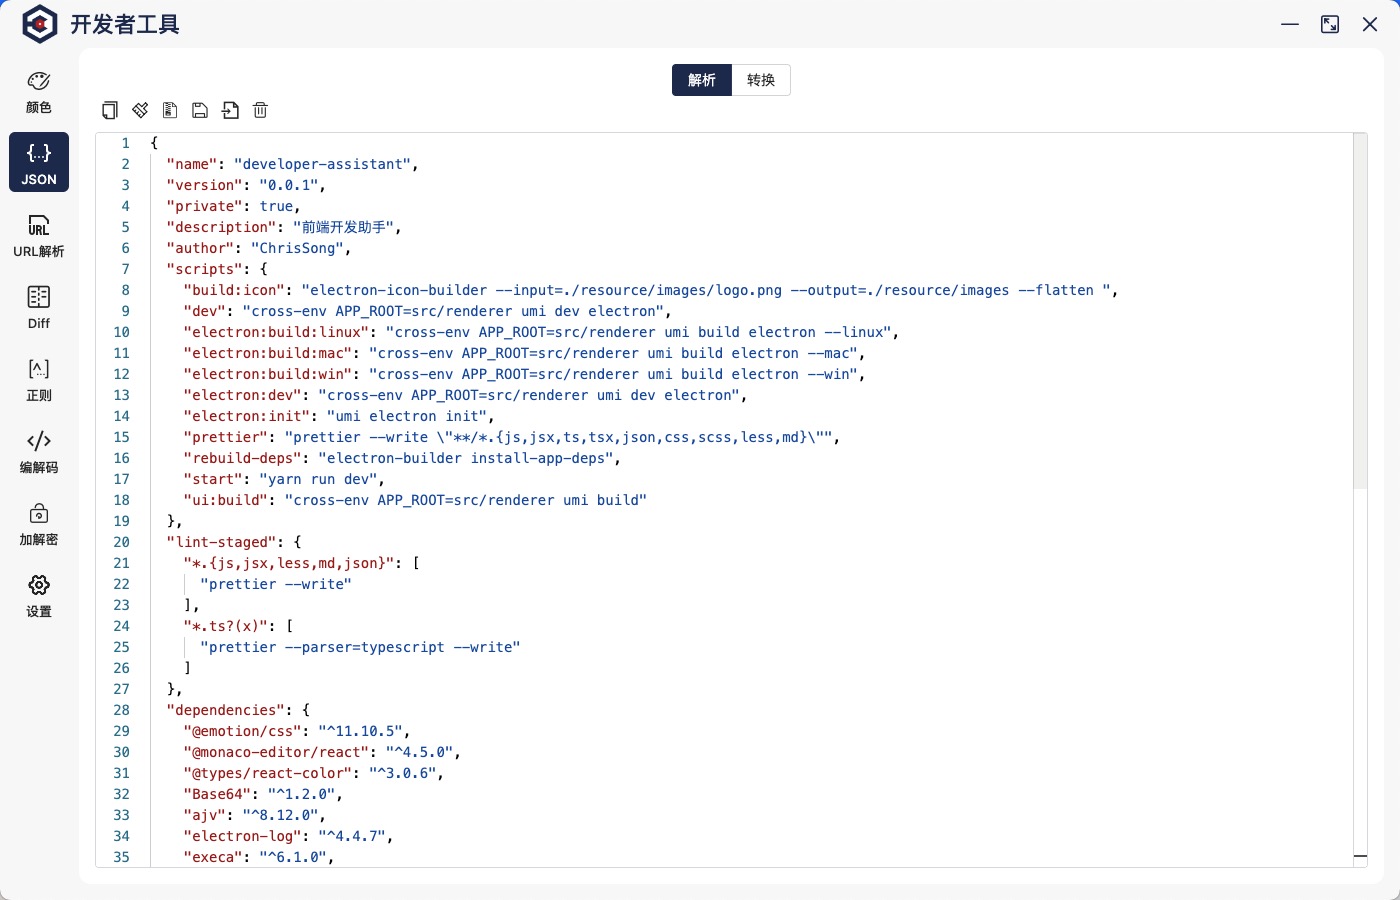 开发者工具
颜色
{...}
JSON
URL
URL解析
Diff
[^..]
正则
编解码
加解密
设置
解析
转换
1 {
2 "name": "developer-assistant",
3 "version": "0.0.1",
4 "private": true,
5 "description": "前端开发助手",
6 "author": "ChrisSong",
7 "scripts": {
8 "build:icon": "electron-icon-builder --input=./resource/images/logo.png --output=./resource/images --flatten ",
9 "dev": "cross-env APP_ROOT=src/renderer umi dev electron",
10 "electron:build:linux": "cross-env APP_ROOT=src/renderer umi build electron --linux",
11 "electron:build:mac": "cross-env APP_ROOT=src/renderer umi build electron --mac",
12 "electron:build:win": "cross-env APP_ROOT=src/renderer umi build electron --win",
13 "electron:dev": "cross-env APP_ROOT=src/renderer umi dev electron",
14 "electron:init": "umi electron init",
15 "prettier": "prettier --write \"**/*.{js,jsx,ts,tsx,json,css,scss,less,md}\"",
16 "rebuild-deps": "electron-builder install-app-deps",
17 "start": "yarn run dev",
18 "ui:build": "cross-env APP_ROOT=src/renderer umi build"
19 },
20 "lint-staged": {
21 "*.{js,jsx,less,md,json}": [
22 "prettier --write"
23 ],
24 "*.ts?(x)": [
25 "prettier --parser=typescript --write"
26 ]
27 },
28 "dependencies": {
29 "@emotion/css": "^11.10.5",
30 "@monaco-editor/react": "^4.5.0",
31 "@types/react-color": "^3.0.6",
32 "Base64": "^1.2.0",
33 "ajv": "^8.12.0",
34 "electron-log": "^4.4.7",
35 "execa": "^6.1.0",